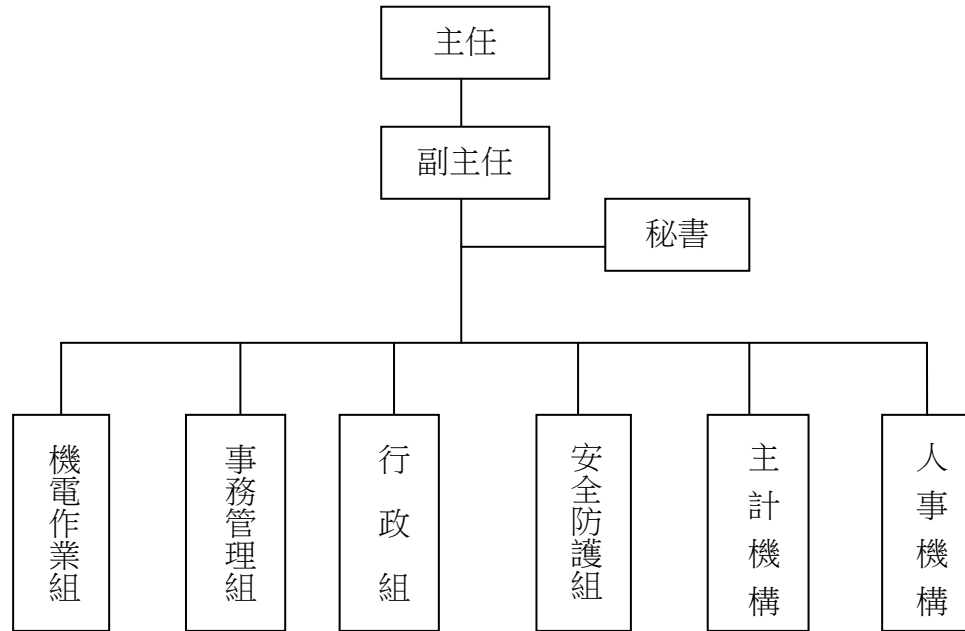 主任
副主任
秘書
機電作業組
事務管理組
行政組
安全防護組
主計機構
人事機構